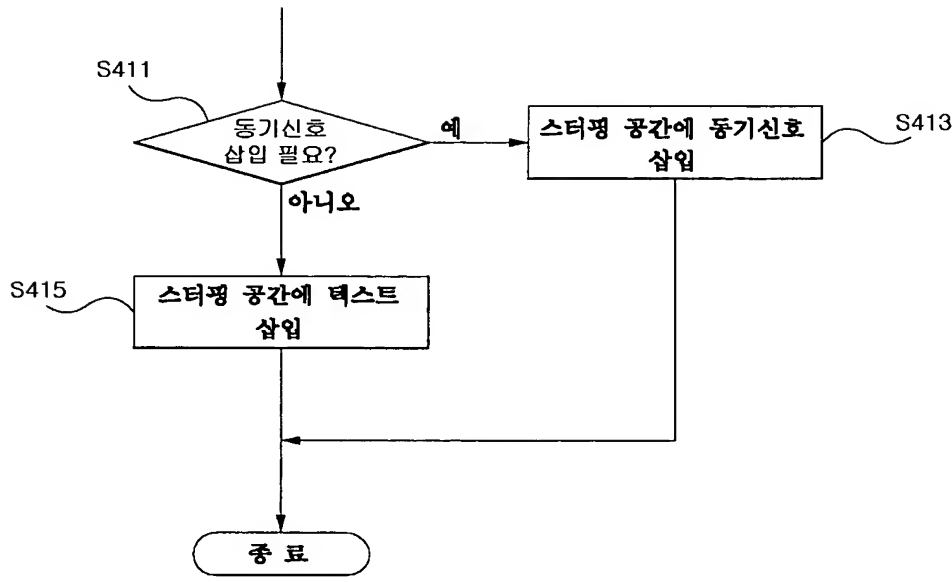 S411
동기신호
삽입 필요?
예
스터핑 공간에 동기신호
삽입
S413
아니오
S415
스터핑 공간에 테스트
삽입
종 료